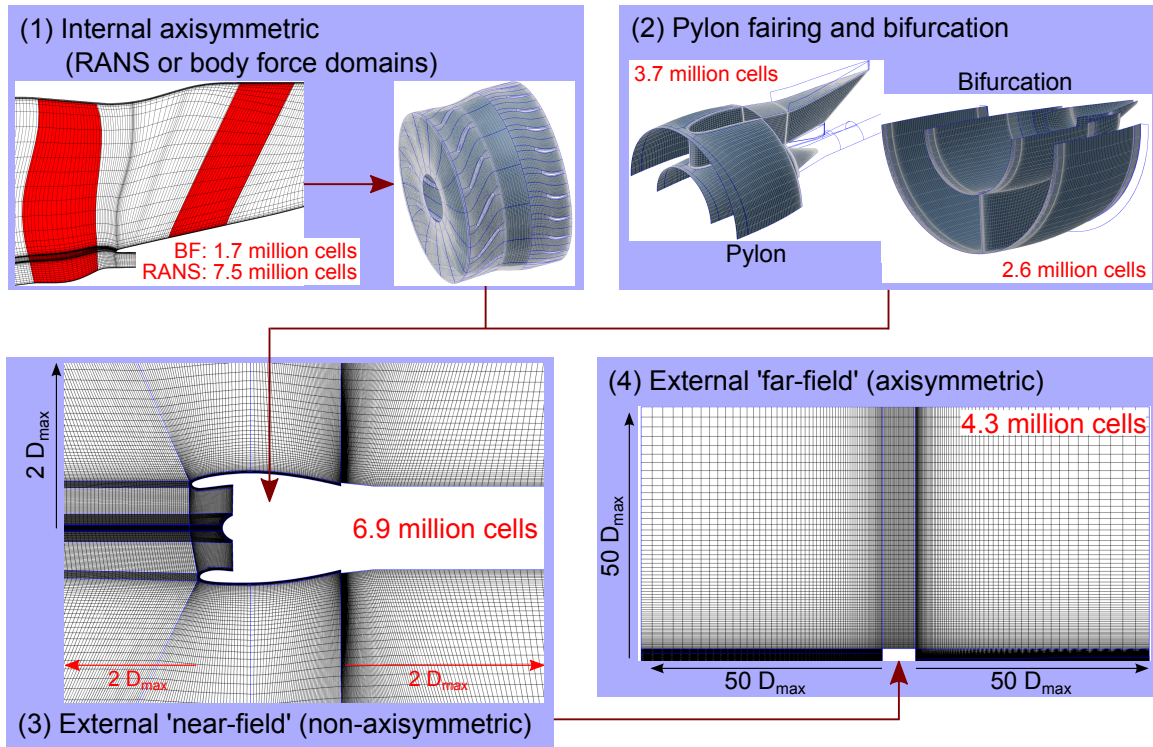 (1) Internal axisymmetric
(RANS or body force domains)
BF: 1.7 million cells
RANS: 7.5 million cells
(2) Pylon fairing and bifurcation
3.7 million cells
Bifurcation
Pylon
2.6 million cells
2 Dmax
6.9 million cells
2 Dmax
2 Dmax
(3) External 'near-field' (non-axisymmetric)
(4) External 'far-field' (axisymmetric)
4.3 million cells
50 Dmax
50 Dmax
50 Dmax